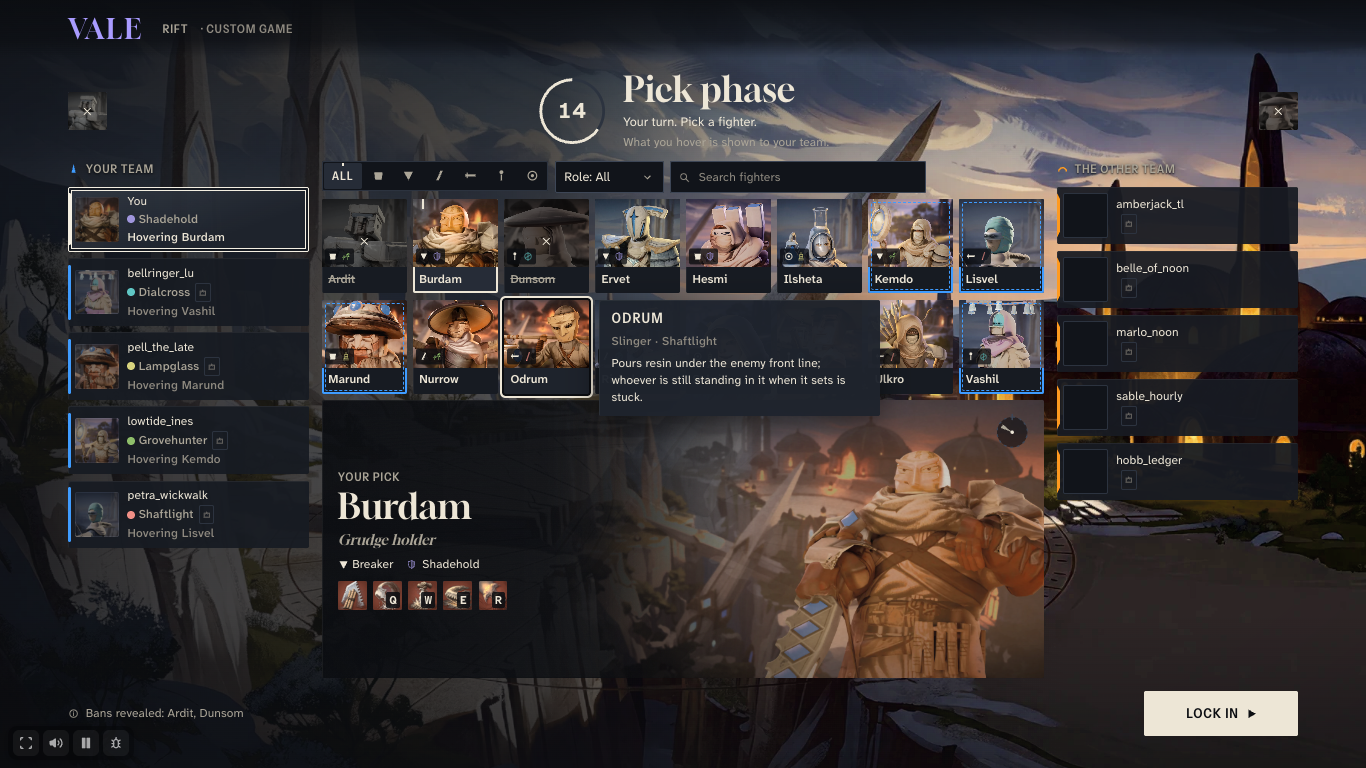 VALE
RIFT · CUSTOM GAME
14
Pick phase
Your turn. Pick a fighter.
What you hover is shown to your team.
YOUR TEAM
You
Shadehold
Hovering Burdam
bellringer_lu
Dialcross
Hovering Vashil
pell_the_late
Lampglass
Hovering Marund
lowtide_ines
Grovehunter
Hovering Kemdo
petra_wickwalk
Shaftlight
Hovering Lisvel
ALL
Role: All
Search fighters
Ardit
Burdam
Dunsom
Ervet
Hesmi
Ilsheta
Kemdo
Lisvel
Marund
Nurrow
Odrum
Ulkro
Vashil
ODRUM
Slinger · Shaftlight
Pours resin under the enemy front line;
whoever is still standing in it when it sets is
stuck.
YOUR PICK
Burdam
Grudge holder
Breaker Shadehold
Q W E R
THE OTHER TEAM
amberjack_tl
belle_of_noon
marlo_noon
sable_hourly
hobb_ledger
Bans revealed: Ardit, Dunsom
LOCK IN